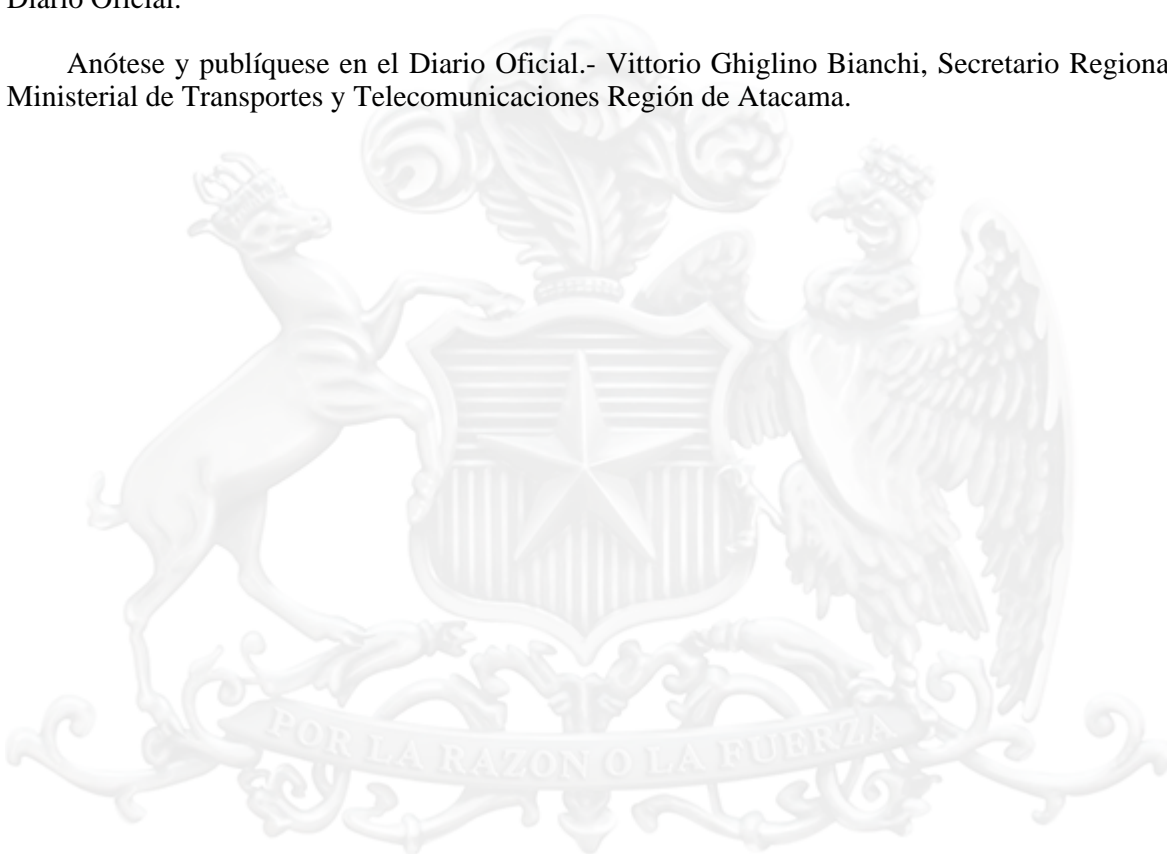 Diario Oficial.
Anótese y publíquese en el Diario Oficial.- Vittorio Ghiglino Bianchi, Secretario Regiona
Ministerial de Transportes y Telecomunicaciones Región de Atacama.
POR LA RAZON O LA FUERZA